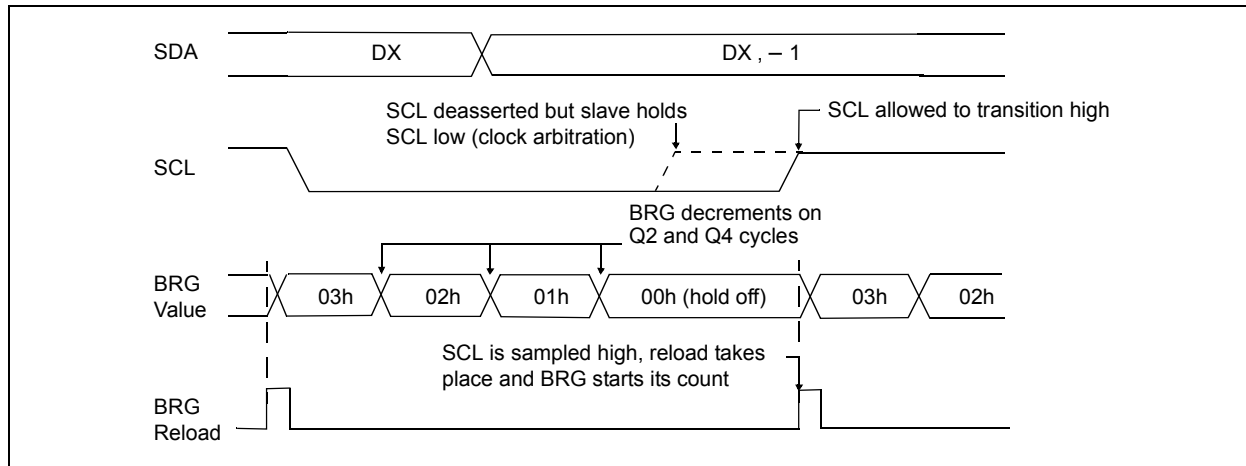 SDA
DX
DX , – 1
SCL deasserted but slave holds
SCL low (clock arbitration)
SCL allowed to transition high
SCL
BRG decrements on
Q2 and Q4 cycles
BRG
Value
03h
02h
01h
00h (hold off)
03h
02h
SCL is sampled high, reload takes
place and BRG starts its count
BRG
Reload